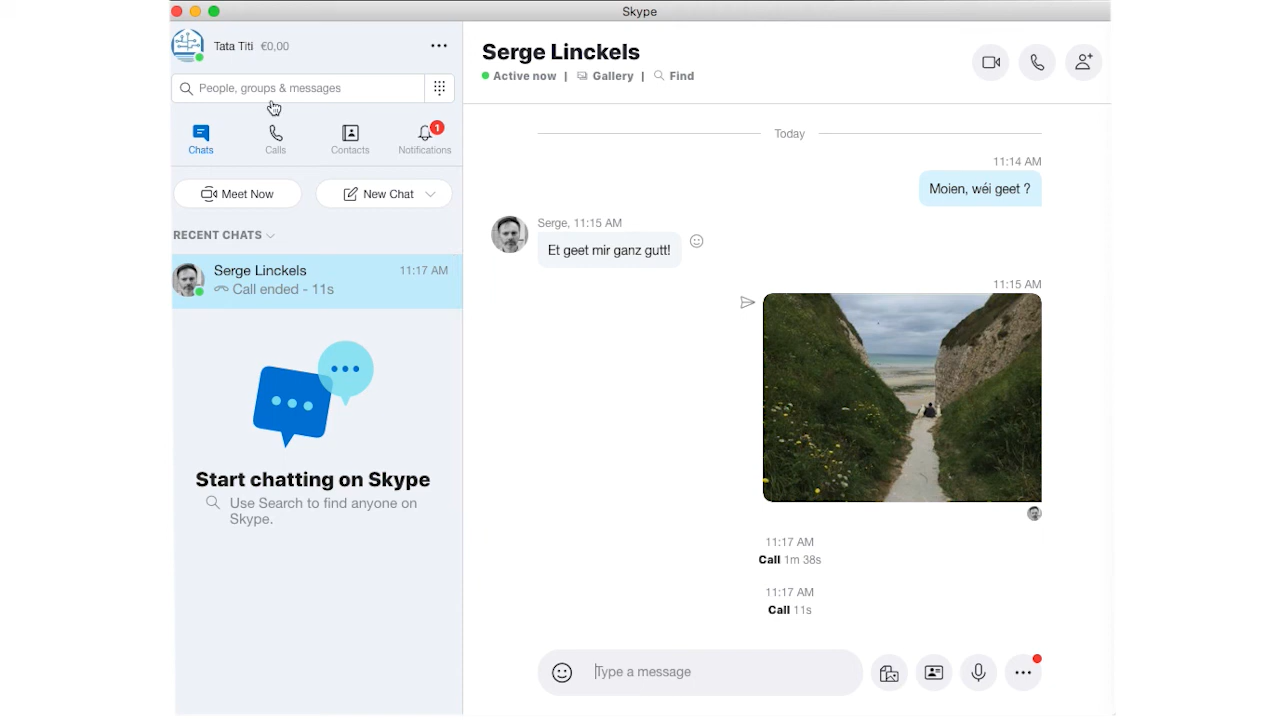 Skype
Tata Titi €0,00
People, groups & messages
Chats
Calls
Contacts
Notifications
1
Meet Now
New Chat
RECENT CHATS
Serge Linckels 11:17 AM
Call ended - 11s
Start chatting on Skype
Use Search to find anyone on
Skype.
Serge Linckels
Active now | Gallery | Find
Today
11:14 AM
Moien, wéi geet ?
Serge, 11:15 AM
Et geet mir ganz gutt!
11:15 AM
11:17 AM
Call 1m 38s
11:17 AM
Call 11s
Type a message